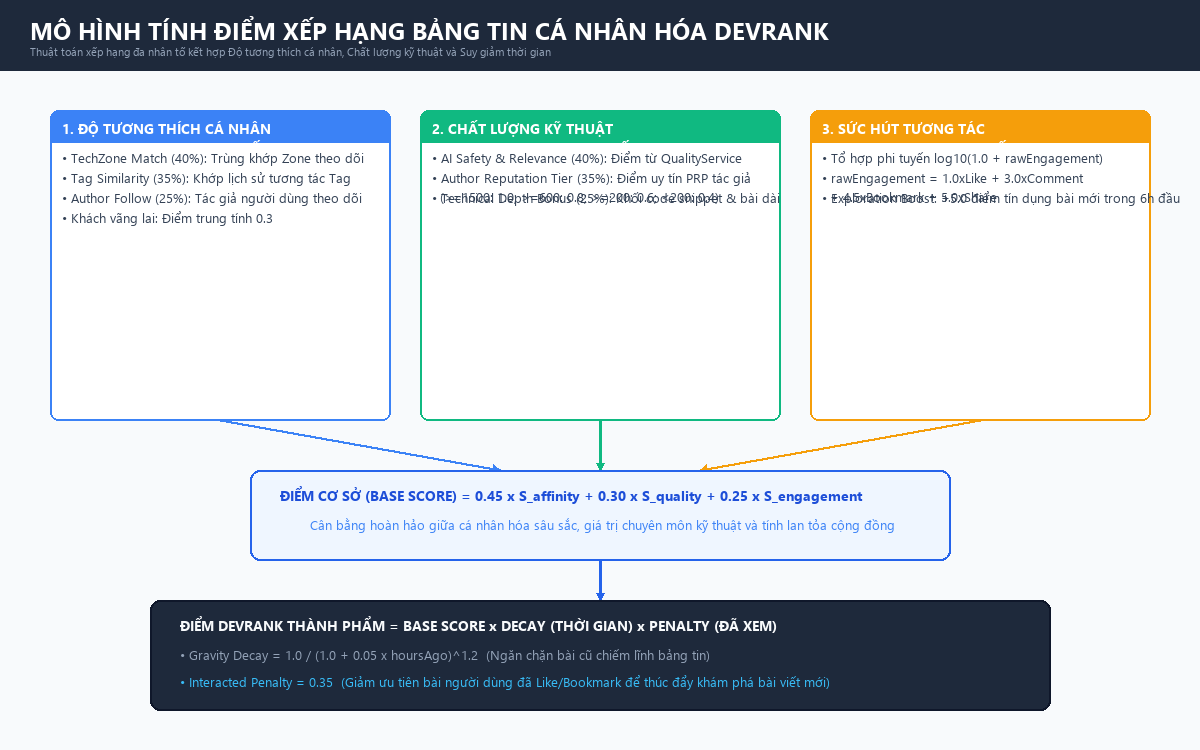 MÔ HÌNH TÍNH ĐIỂM XẾP HẠNG BẢNG TIN CÁ NHÂN HÓA DEVRANK
Thuật toán xếp hạng đa nhân tố kết hợp Độ tương thích cá nhân, Chất lượng kỹ thuật và Suy giảm thời gian
1. ĐỘ TƯƠNG THÍCH CÁ NHÂN
• TechZone Match (40%): Trùng khớp Zone theo dõi
• Tag Similarity (35%): Khớp lịch sử tương tác Tag
• Author Follow (25%): Tác giả người dùng theo dõi
• Khách vãng lai: Điểm trung tính 0.3
2. CHẤT LƯỢNG KỸ THUẬT
• AI Safety & Relevance (40%): Điểm từ QualityService
• Author Reputation Tier (35%): Điểm uy tín PRP tác giả
• Technical Depth Bonus (25%): Khối code snippet & bài dài
3. SỨC HÚT TƯƠNG TÁC
• Tổ hợp phi tuyến log10(1.0 + rawEngagement)
• rawEngagement = 1.0xLike + 3.0xComment
+ 4.5xBookmark + 5.0xShare
• Exploration Boost: +5.0 điểm tín dụng bài mới trong 6h đầu
ĐIỂM CƠ SỞ (BASE SCORE) = 0.45 x S_affinity + 0.30 x S_quality + 0.25 x S_engagement
Cân bằng hoàn hảo giữa cá nhân hóa sâu sắc, giá trị chuyên môn kỹ thuật và tính lan tỏa cộng đồng
ĐIỂM DEVRANK THÀNH PHẨM = BASE SCORE x DECAY (THỜI GIAN) x PENALTY (ĐÃ XEM)
• Gravity Decay = 1.0 / (1.0 + 0.05 x hoursAgo)^1.2 (Ngăn chặn bài cũ chiếm lĩnh bảng tin)
• Interacted Penalty = 0.35 (Giảm ưu tiên bài người dùng đã Like/Bookmark để thúc đẩy khám phá bài viết mới)